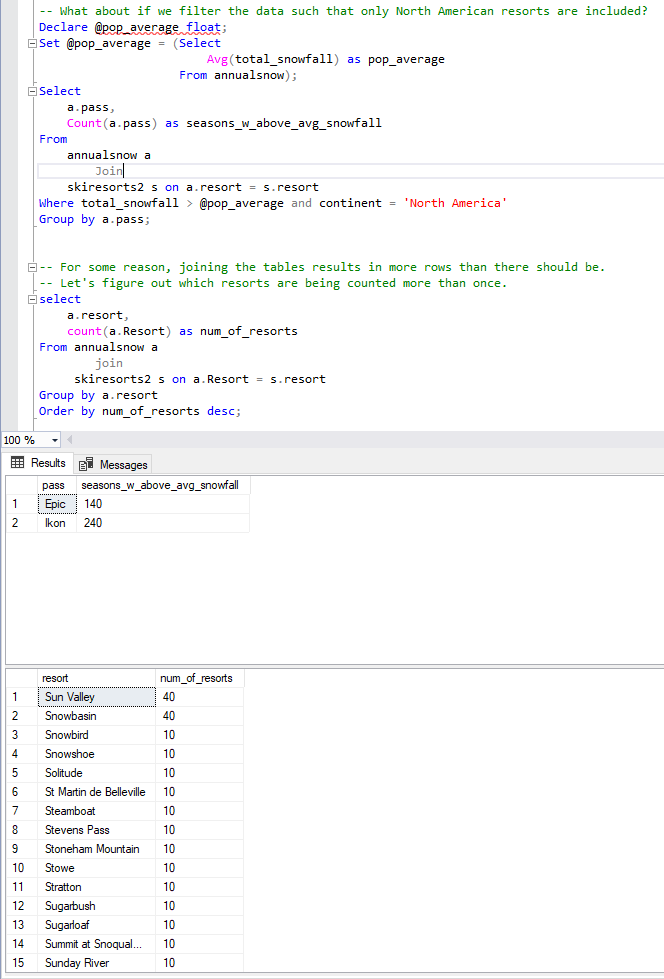 -- What about if we filter the data such that only North American resorts are included?
Declare @pop_average float;
Set @pop_average = (Select
Avg(total_snowfall) as pop_average
From annualsnow);
Select
a.pass,
Count(a.pass) as seasons_w_above_avg_snowfall
From
annualsnow a
Join
skiresorts2 s on a.resort = s.resort
Where total_snowfall > @pop_average and continent = 'North America'
Group by a.pass;
-- For some reason, joining the tables results in more rows than there should be.
-- Let's figure out which resorts are being counted more than once.
select
a.resort,
count(a.Resort) as num_of_resorts
From annualsnow a
join
skiresorts2 s on a.Resort = s.resort
Group by a.resort
Order by num_of_resorts desc;
100 %
Results Messages
pass seasons_w_above_avg_snowfall
1 Epic 140
2 Ikon 240
resort num_of_resorts
1 Sun Valley 40
2 Snowbasin 40
3 Snowbird 10
4 Snowshoe 10
5 Solitude 10
6 St Martin de Belleville 10
7 Steamboat 10
8 Stevens Pass 10
9 Stoneham Mountain 10
10 Stowe 10
11 Stratton 10
12 Sugarbush 10
13 Sugarloaf 10
14 Summit at Snoqual... 10
15 Sunday River 10